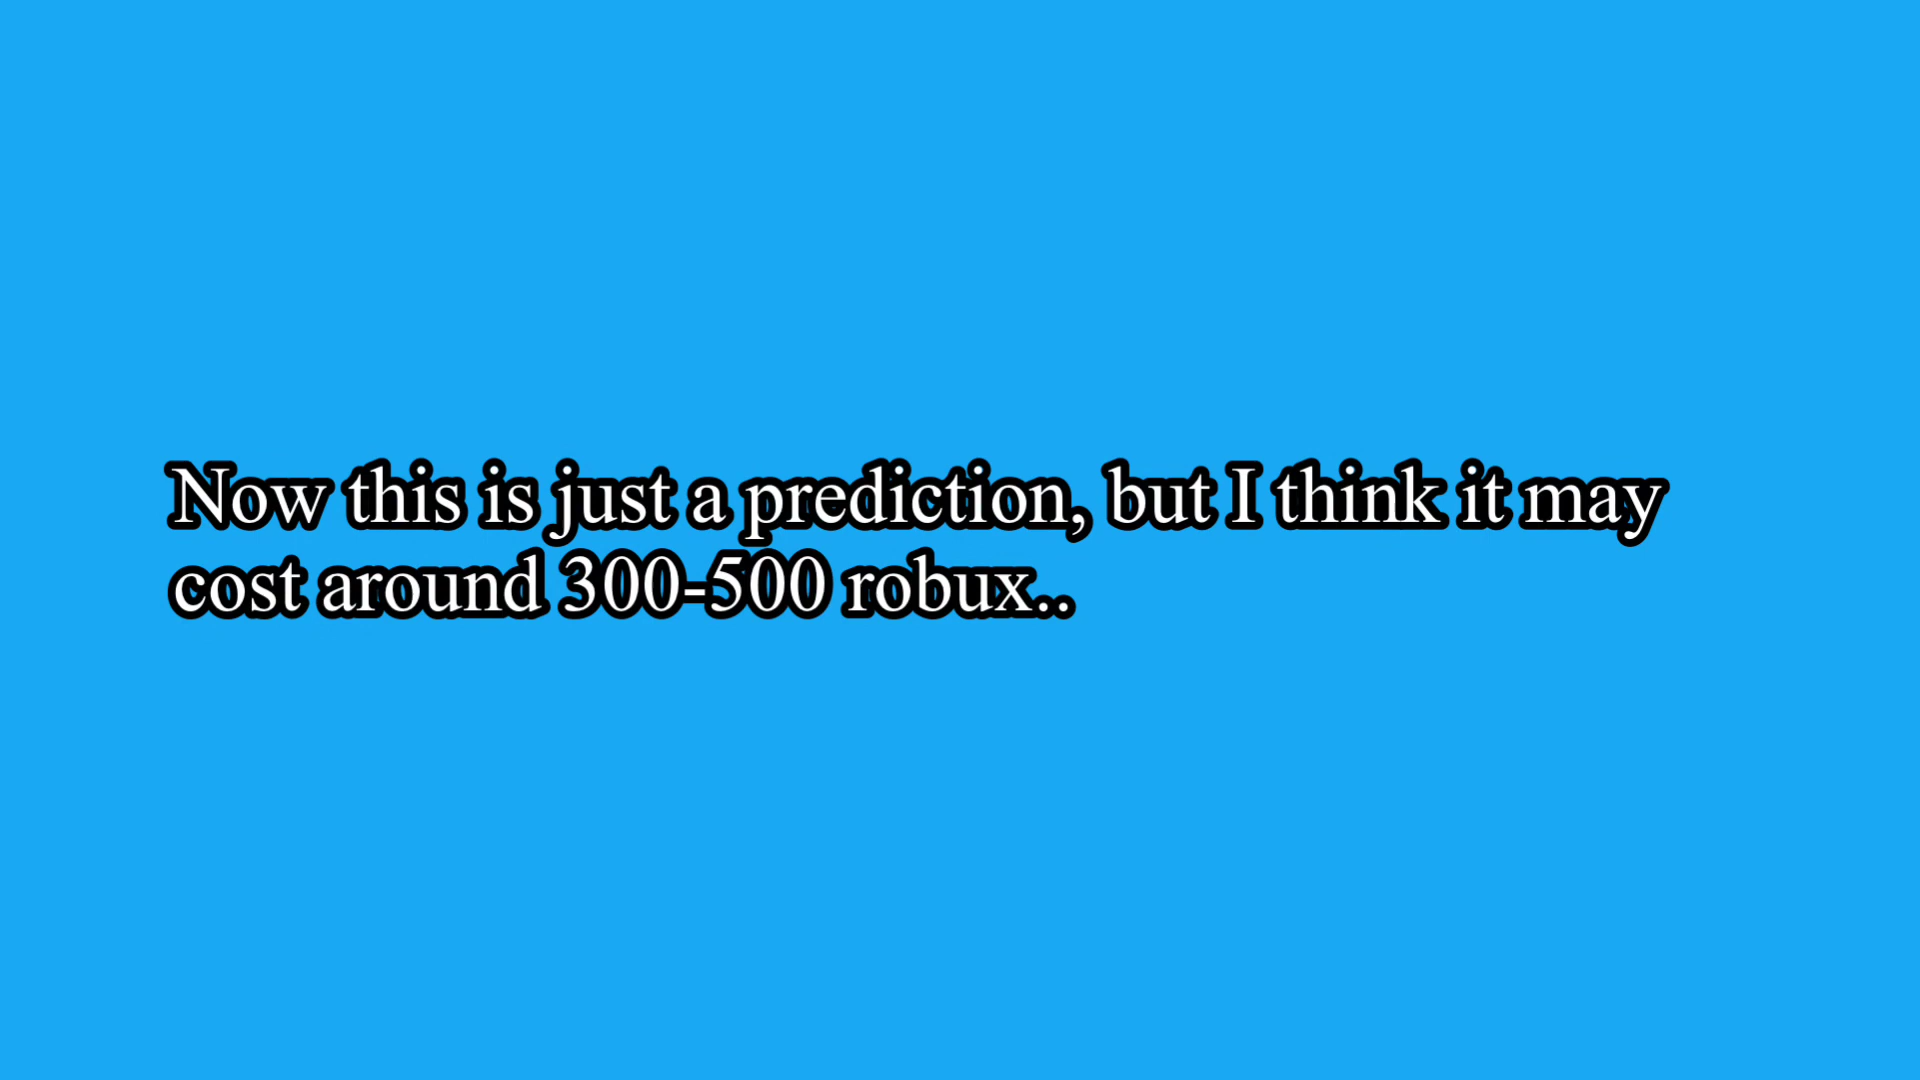 Now this is just a prediction, but I think it may
cost around 300-500 robux..